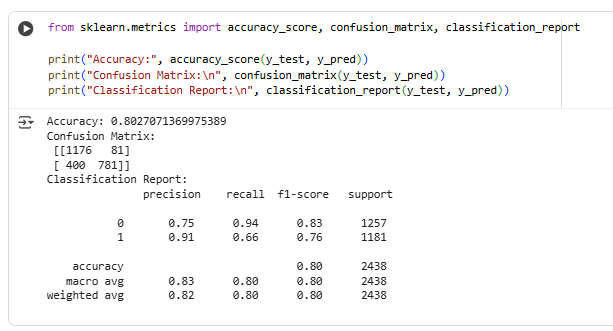 from sklearn.metrics import accuracy_score, confusion_matrix, classification_report
print("Accuracy:", accuracy_score(y_test, y_pred))
print("Confusion Matrix:\n", confusion_matrix(y_test, y_pred))
print("Classification Report:\n", classification_report(y_test, y_pred))
Accuracy: 0.8027071369975389
Confusion Matrix:
[[1176 81]
[ 400 781]]
Classification Report:
precision recall f1-score support
0 0.75 0.94 0.83 1257
1 0.91 0.66 0.76 1181
accuracy 0.80 2438
macro avg 0.83 0.80 0.80 2438
weighted avg 0.82 0.80 0.80 2438